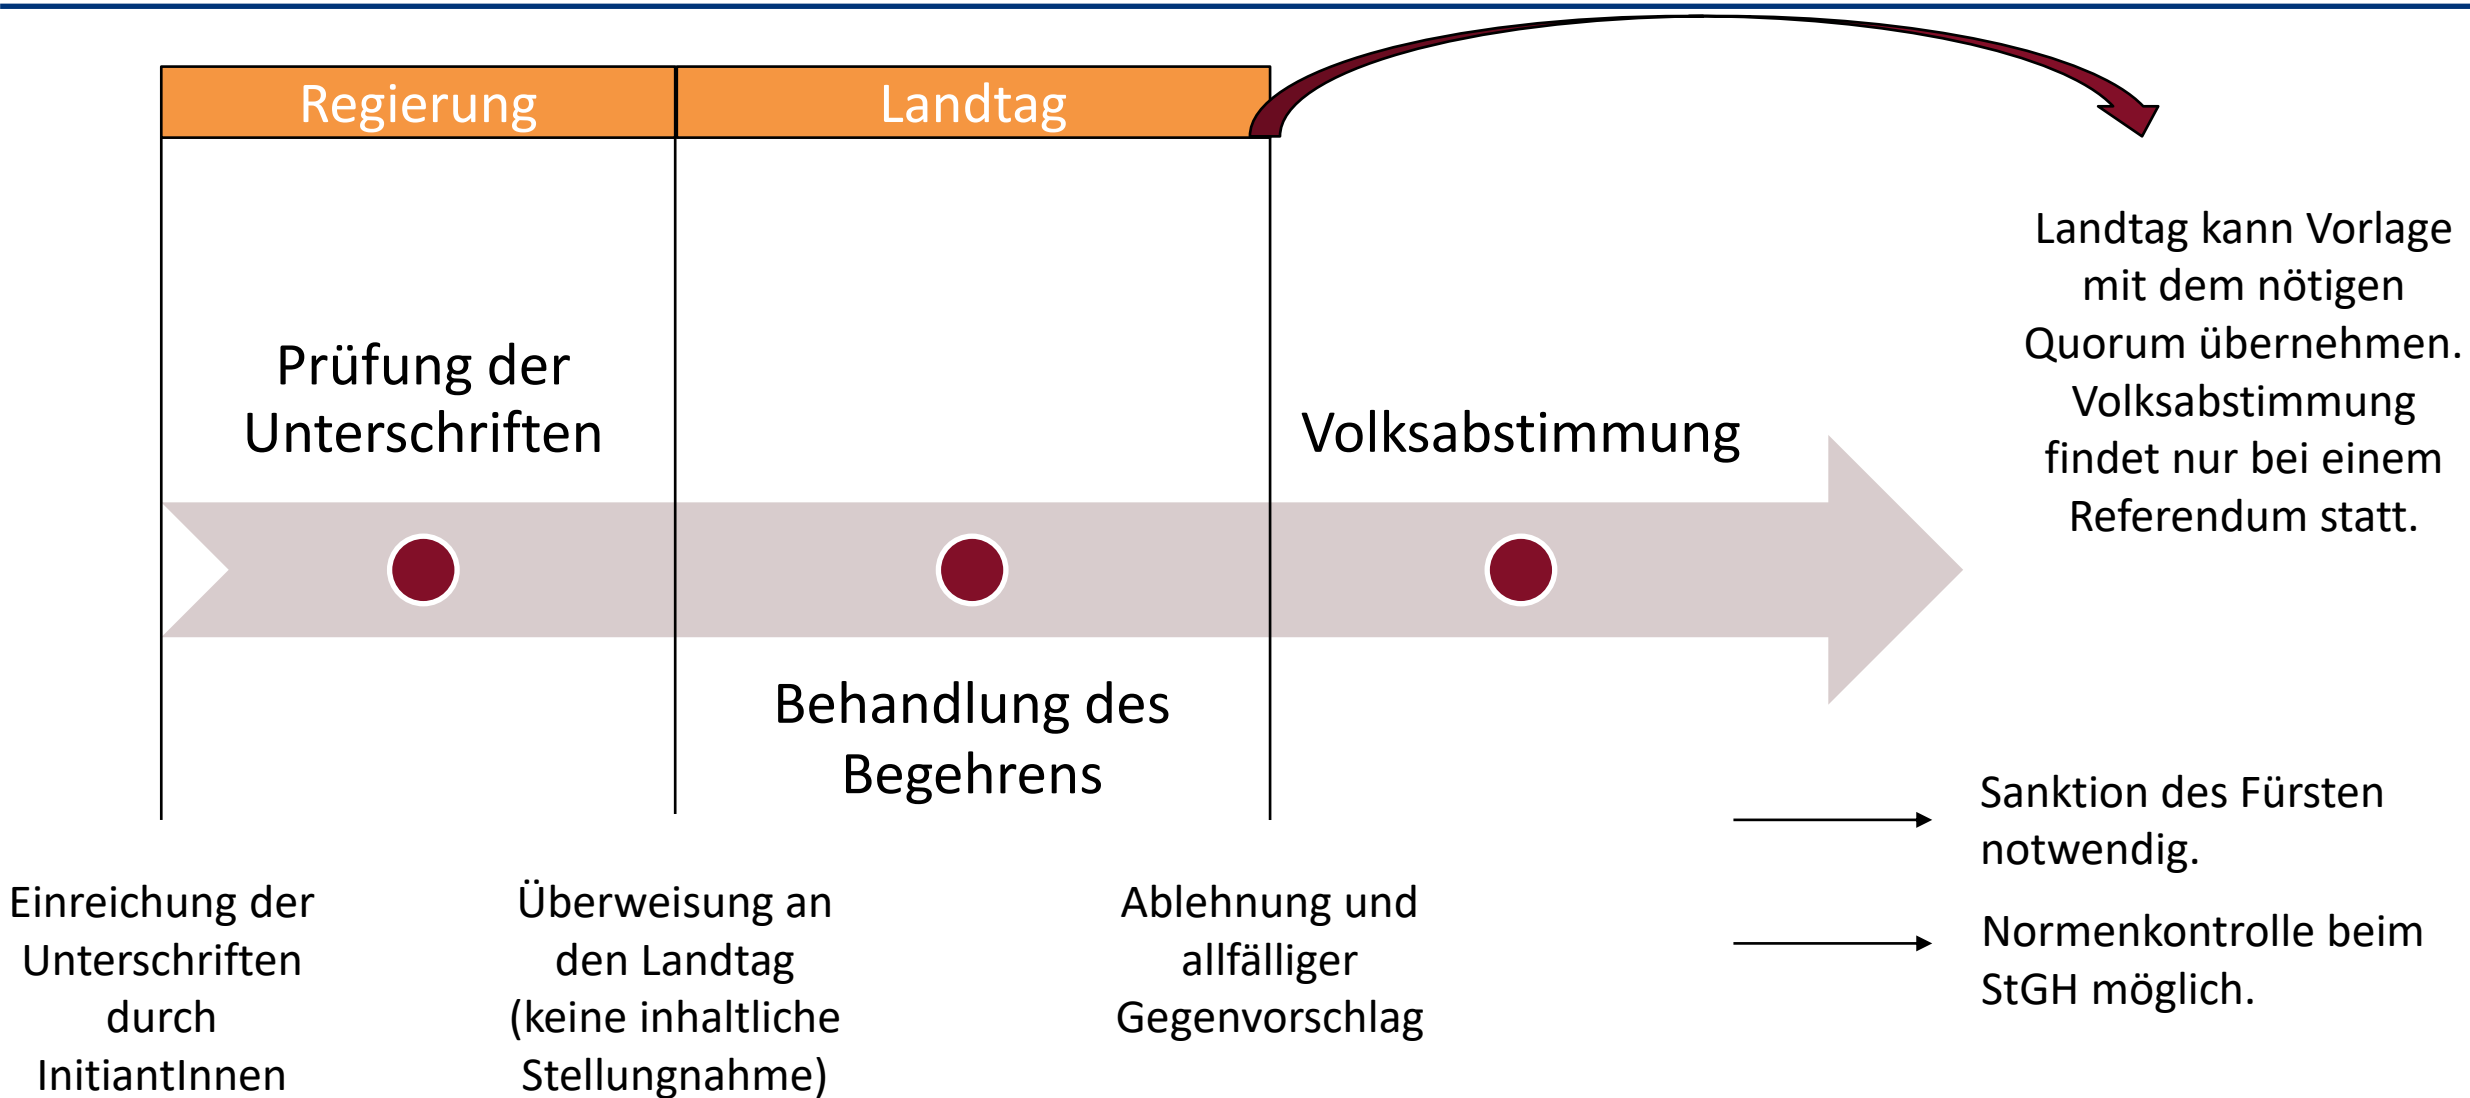 Regierung
Landtag
Prüfung der
Unterschriften
Behandlung des
Begehrens
Volksabstimmung
Landtag kann Vorlage
mit dem nötigen
Quorum übernehmen.
Volksabstimmung
findet nur bei einem
Referendum statt.
Einreichung der
Unterschriften
durch
InitiantInnen
Überweisung an
den Landtag
(keine inhaltliche
Stellungnahme)
Ablehnung und
allfälliger
Gegenvorschlag
Sanktion des Fürsten
notwendig.
Normenkontrolle beim
StGH möglich.